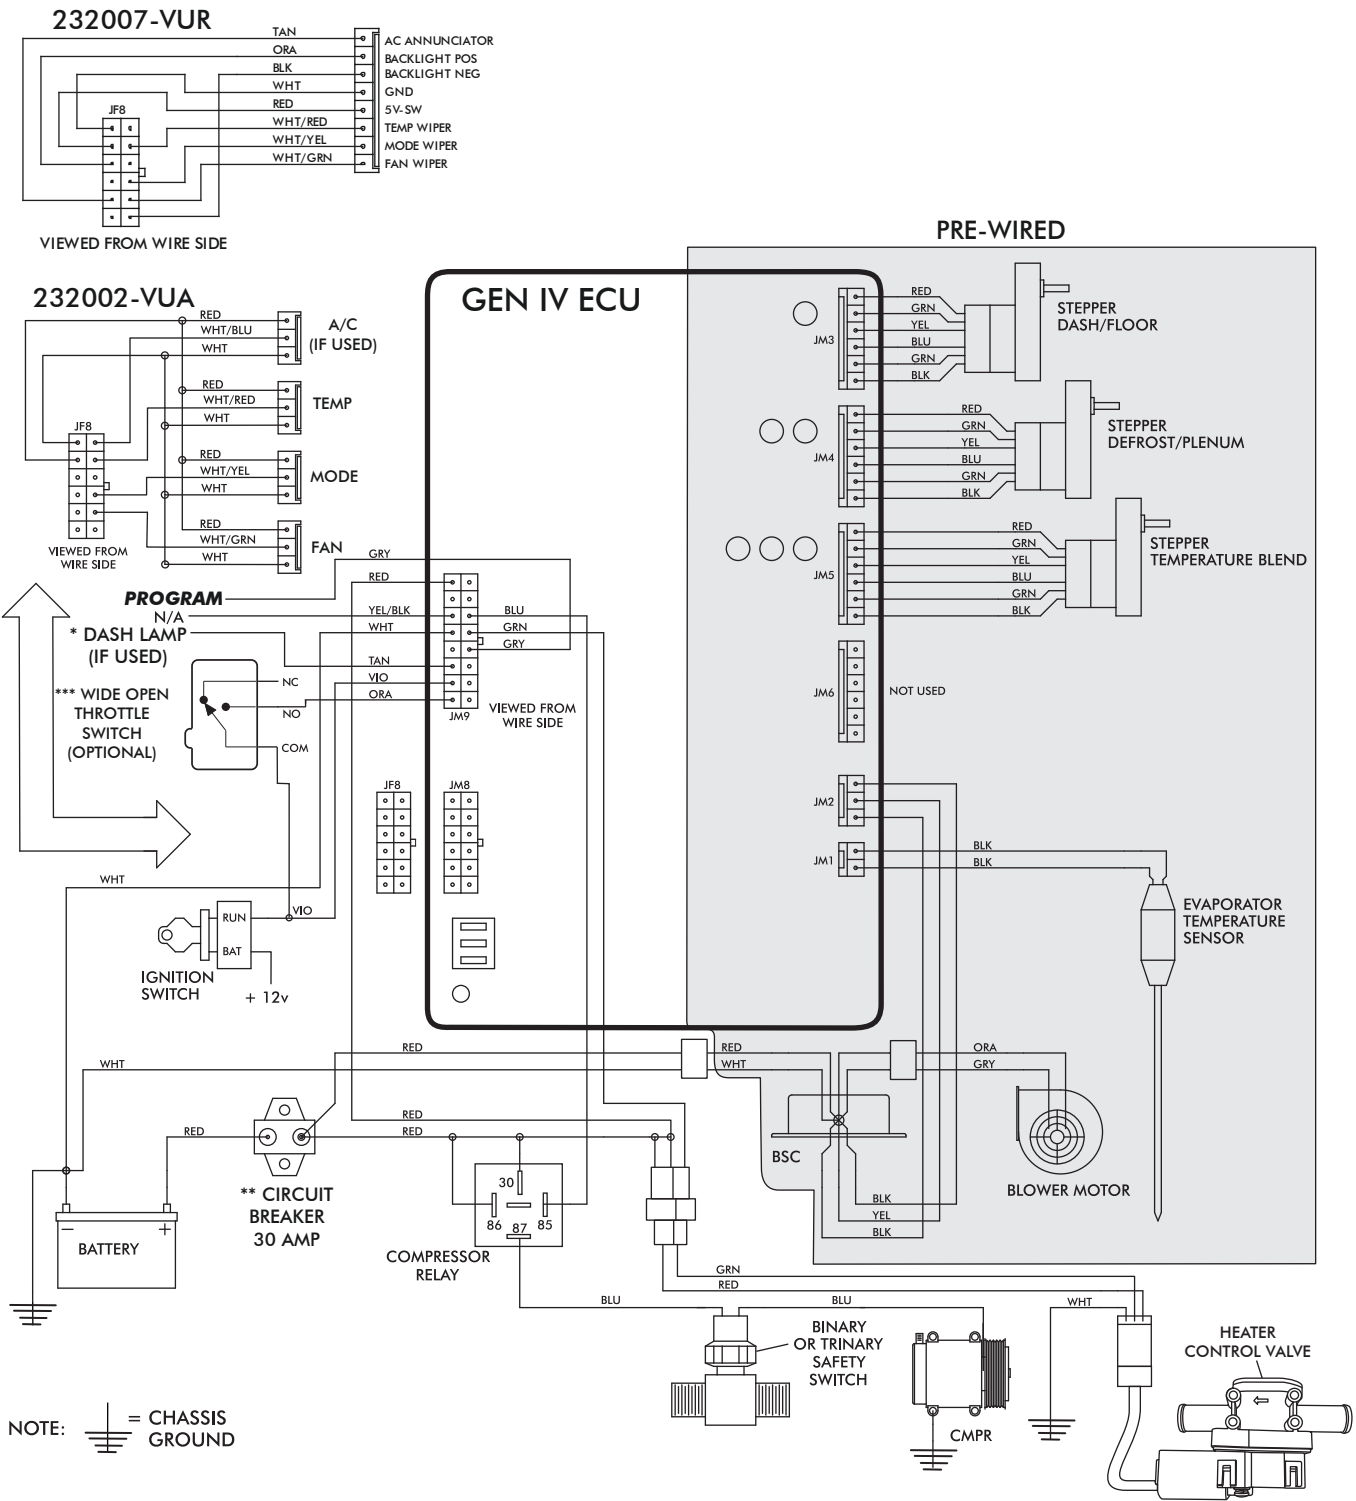 232007-VUR
TAN
ORA
BLK
WHT
RED
WHT/RED
WHT/YEL
WHT/GRN
AC ANNUNCIATOR
BACKLIGHT POS
BACKLIGHT NEG
GND
5V-SW
TEMP WIPER
MODE WIPER
FAN WIPER
JF8
VIEWED FROM WIRE SIDE
232002-VUA
RED
WHT/BLU
WHT
A/C
(IF USED)
RED
WHT/RED
WHT
TEMP
JF8
RED
WHT/YEL
WHT
MODE
RED
WHT/GRN
WHT
FAN
VIEWED FROM
WIRE SIDE
GEN IV ECU
PRE-WIRED
JM3
RED
GRN
YEL
BLU
GRN
BLK
STEPPER
DASH/FLOOR
JM4
RED
GRN
YEL
BLU
GRN
BLK
STEPPER
DEFROST/PLENUM
JM5
RED
GRN
YEL
BLU
GRN
BLK
STEPPER
TEMPERATURE BLEND
JM6
NOT USED
JM2
JM1
BLK
BLK
EVAPORATOR
TEMPERATURE
SENSOR
GRY
RED
PROGRAM
N/A
YEL/BLK
WHT
* DASH LAMP
(IF USED)
TAN
VIO
ORA
BLU
GRN
GRY
JM9
VIEWED FROM
WIRE SIDE
*** WIDE OPEN
THROTTLE
SWITCH
(OPTIONAL)
NC
NO
COM
JF8
JM8
WHT
RUN
BAT
VIO
IGNITION
SWITCH
+ 12v
RED
WHT
RED
WHT
ORA
GRY
RED
RED
RED
** CIRCUIT
BREAKER
30 AMP
BATTERY
–
+
30
86
87
85
COMPRESSOR
RELAY
BSC
BLOWER MOTOR
BLK
YEL
BLK
GRN
RED
BLU
BLU
WHT
BINARY
OR TRINARY
SAFETY
SWITCH
CMPR
HEATER
CONTROL VALVE
NOTE:
= CHASSIS
GROUND